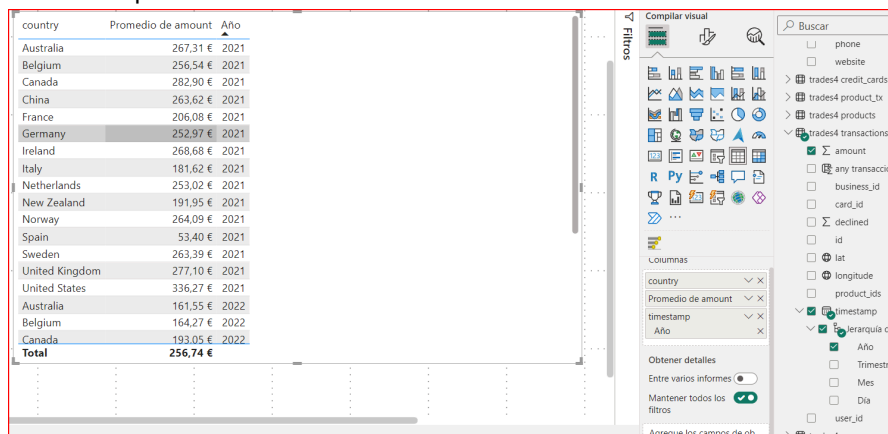 country Promedio de amount Año
Australia 267,31 € 2021
Belgium 256,54 € 2021
Canada 282,90 € 2021
China 263,62 € 2021
France 206,08 € 2021
Germany 252,97 € 2021
Ireland 268,68 € 2021
Italy 181,62 € 2021
Netherlands 253,02 € 2021
New Zealand 191,95 € 2021
Norway 264,09 € 2021
Spain 53,40 € 2021
Sweden 263,39 € 2021
United Kingdom 277,10 € 2021
United States 336,27 € 2021
Australia 161,55 € 2022
Belgium 164,27 € 2022
Canada 193,05 € 2022
Total 256,74 €
Filtros
Compilar visual
123
R Py
Columnas
country
Promedio de amount
timestamp
Año
Obtener detalles
Entre varios informes
Mantener todos los
filtros
Agregue los campos de ob
Buscar
phone
website
trades4 credit_cards
trades4 product_tx
trades4 products
trades4 transactions
amount
any transacci
business_id
card_id
declined
id
lat
longitude
product_ids
timestamp
Jerarquía
Año
Trimestr
Mes
Día
user_id